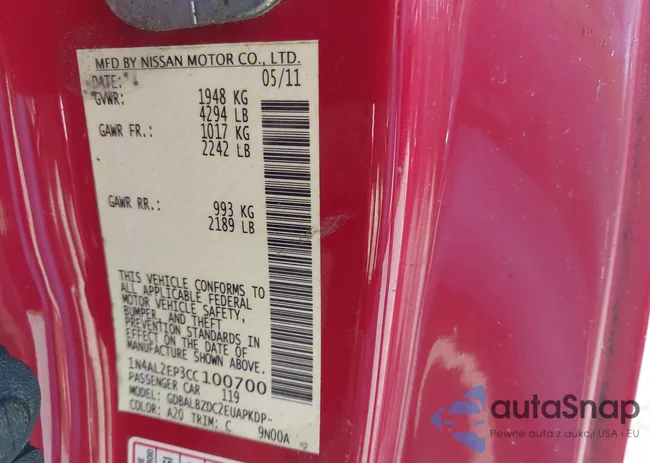 MFD BY NISSAN MOTOR CO., LTD.
DATE: 05/11
GVWR: 1948 KG
4294 LB
GAWR FR.: 1017 KG
2242 LB
GAWR RR.: 993 KG
2189 LB
THIS VEHICLE CONFORMS TO
ALL APPLICABLE FEDERAL
MOTOR VEHICLE SAFETY,
BUMPER, AND THEFT
PREVENTION STANDARDS IN
EFFECT ON THE DATE OF
MANUFACTURE SHOWN ABOVE.
1N4AL2EP3CC100700
PASSENGER CAR 119
MODEL: GDBALBZDC2EUAPKDP-
COLOR: A20 TRIM: C 9N00A
autaSnap
Pewne auta z aukcji USA i EU